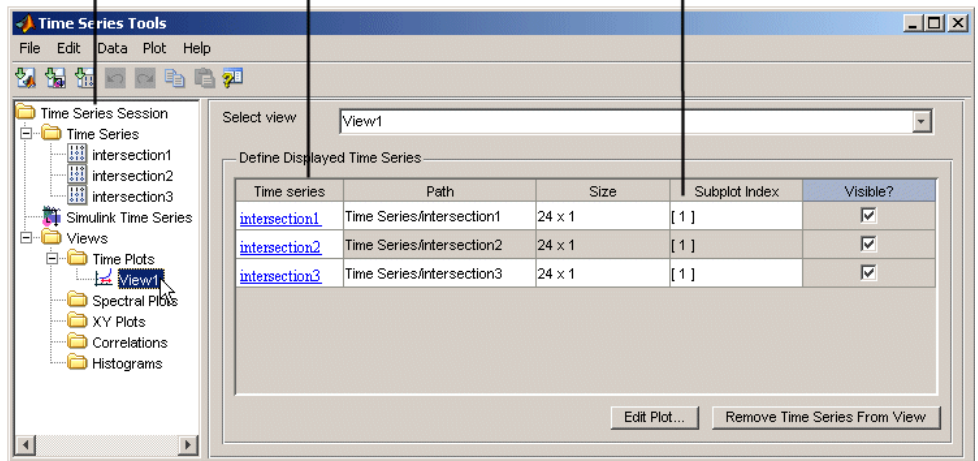 Time Series Tools
File Edit Data Plot Help
Time Series Session
Time Series
intersection1
intersection2
intersection3
Simulink Time Series
Views
Time Plots
View1
Spectral Plots
XY Plots
Correlations
Histograms
Select view View1
Define Displayed Time Series
Time series Path Size Subplot Index Visible?
intersection1 Time Series/intersection1 24 x 1 [ 1 ]
intersection2 Time Series/intersection2 24 x 1 [ 1 ]
intersection3 Time Series/intersection3 24 x 1 [ 1 ]
Edit Plot... Remove Time Series From View